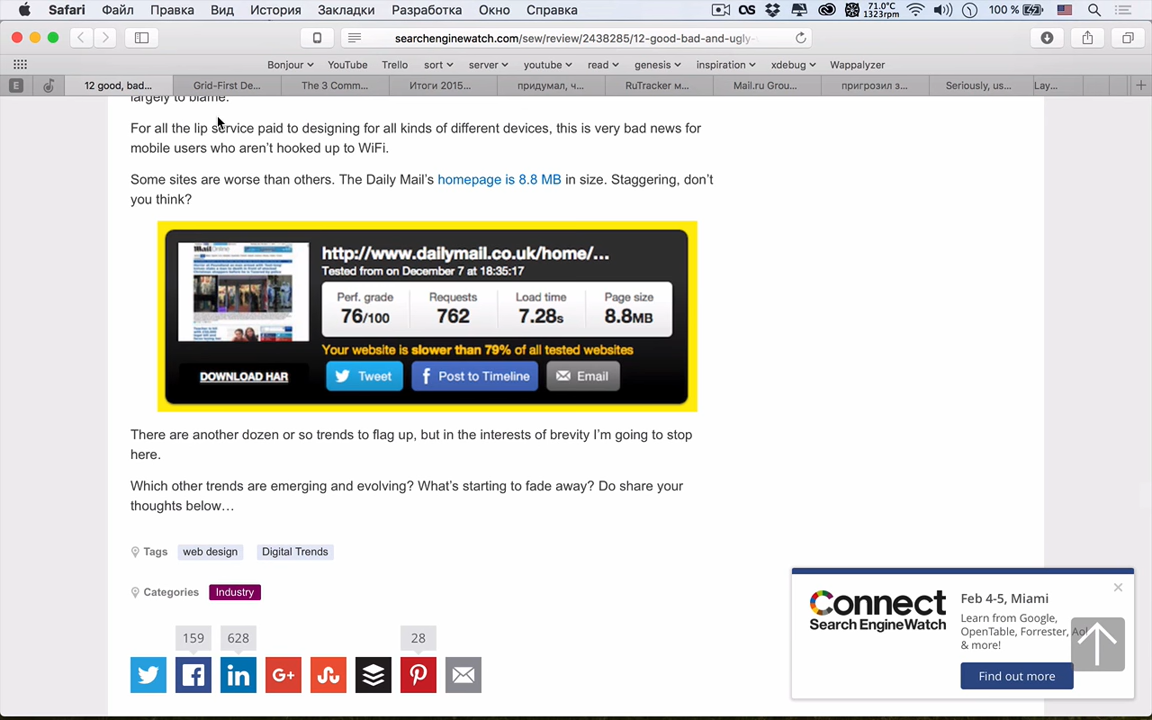 Safari Файл Правка Вид История Закладки Разработка Окно Справка
71.0°C
1323rpm
100 %
searchenginewatch.com/sew/review/2438285/12-good-bad-and-ugly-
Bonjour YouTube Trello sort server youtube read genesis inspiration xdebug Wappalyzer
E
12 good, bad... Grid-First De... The 3 Comm... Итоги 2015... придумал, ч... RuTracker м... Mail.ru Grou... пригрозил з... Seriously, us... Lay...
largely to blame.
For all the lip service paid to designing for all kinds of different devices, this is very bad news for
mobile users who aren't hooked up to WiFi.
Some sites are worse than others. The Daily Mail's homepage is 8.8 MB in size. Staggering, don't
you think?
http://www.dailymail.co.uk/home/...
Tested from on December 7 at 18:35:17
Perf. grade Requests Load time Page size
76/100 762 7.28s 8.8MB
Your website is slower than 79% of all tested websites
DOWNLOAD HAR Tweet Post to Timeline Email
There are another dozen or so trends to flag up, but in the interests of brevity I'm going to stop
here.
Which other trends are emerging and evolving? What's starting to fade away? Do share your
thoughts below…
Tags web design Digital Trends
Categories Industry
159 628 28
G+
Connect
Search EngineWatch
Feb 4-5, Miami
Learn from Google,
OpenTable, Forrester, Aol
& more!
Find out more